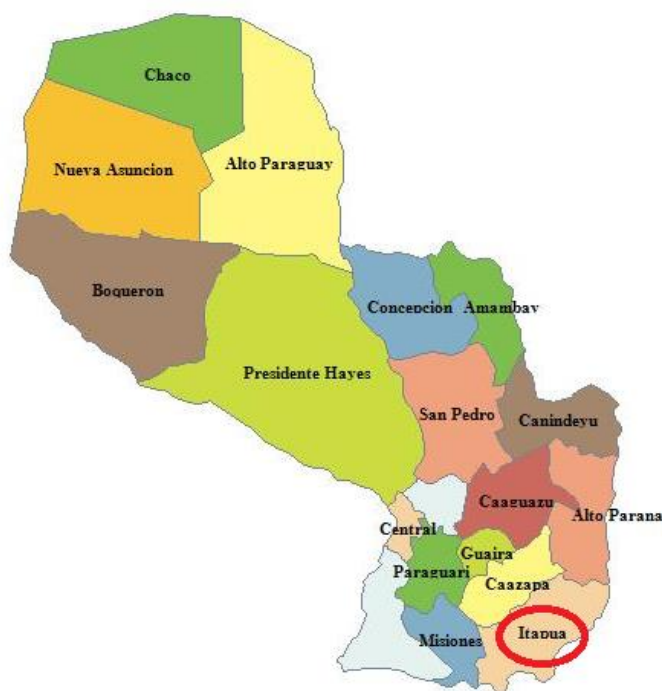 Chaco
Nueva Asuncion
Alto Paraguay
Boqueron
Concepcion
Amambay
Presidente Hayes
San Pedro
Canindeyu
Caaguazu
Alto Parana
Central
Guaira
Paraguari
Caazapa
Itapua
Misiones